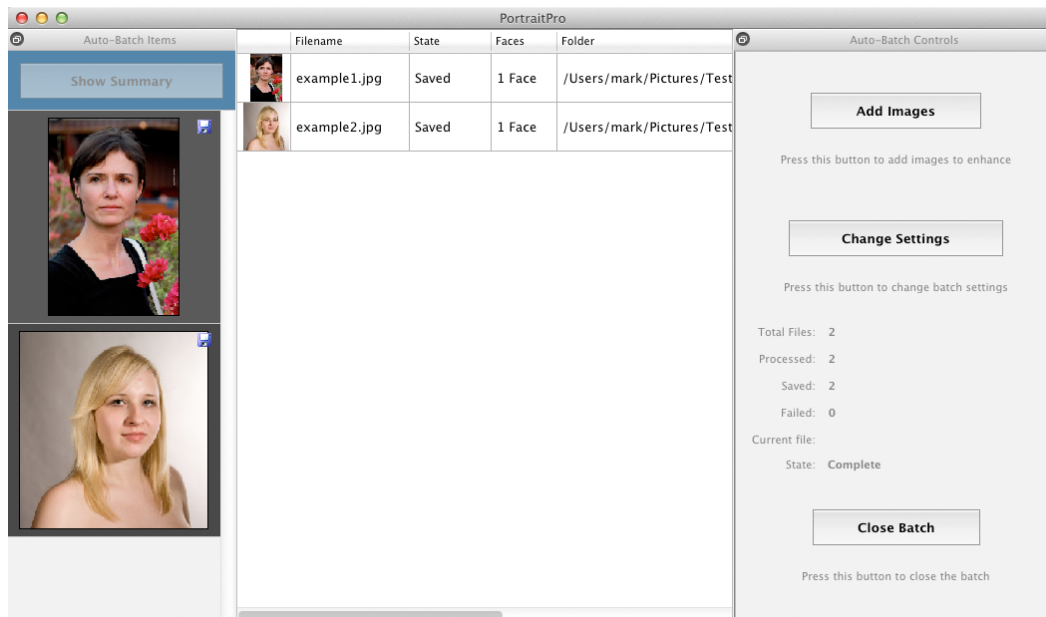 PortraitPro
Auto-Batch Items
Show Summary
Filename State Faces Folder
example1.jpg Saved 1 Face /Users/mark/Pictures/Test
example2.jpg Saved 1 Face /Users/mark/Pictures/Test
Auto-Batch Controls
Add Images
Press this button to add images to enhance
Change Settings
Press this button to change batch settings
Total Files: 2
Processed: 2
Saved: 2
Failed: 0
Current file:
State: Complete
Close Batch
Press this button to close the batch